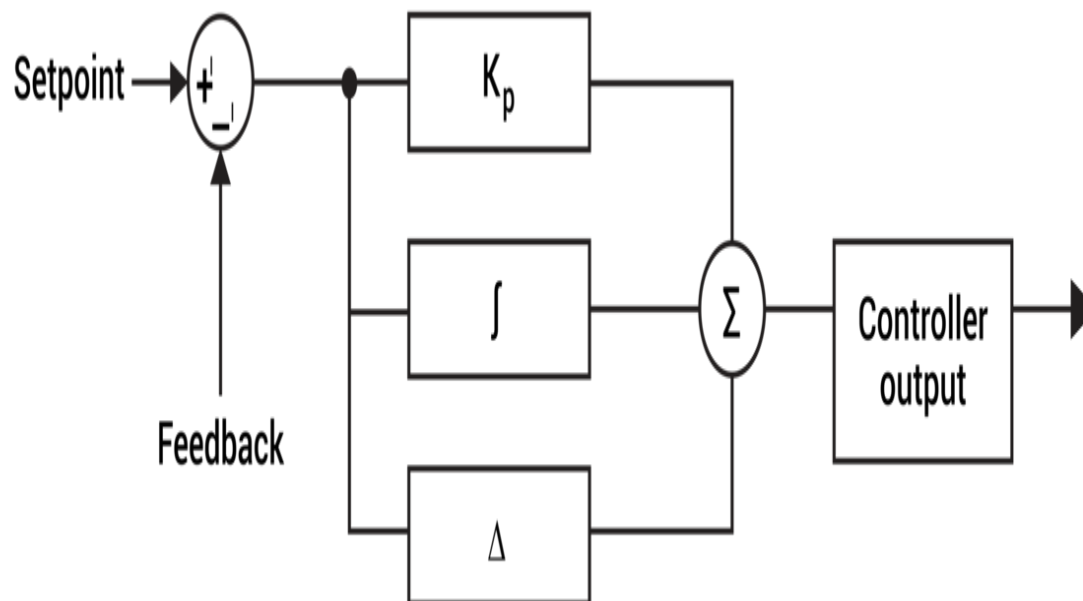 Setpoint
+
−
Feedback
Kp
∫
Δ
Σ
Controller
output